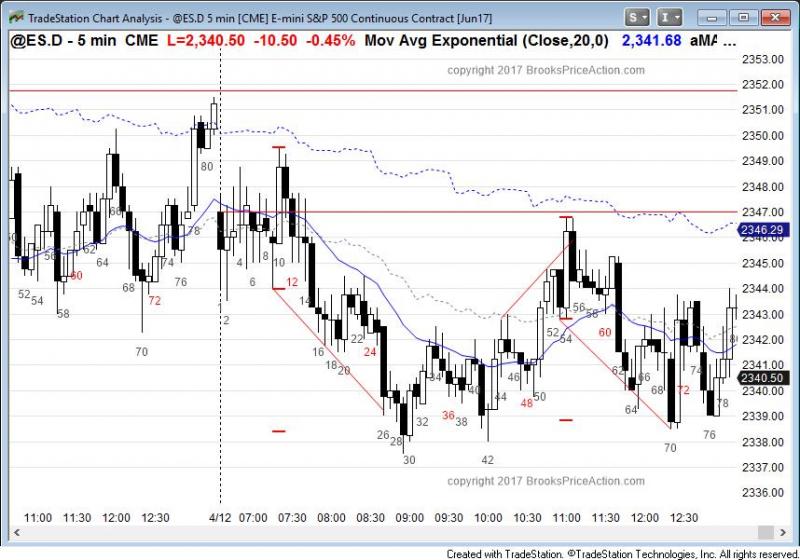 TradeStation Chart Analysis - @ES.D 5 min [CME] E-mini S&P 500 Continuous Contract [Jun17]
S I
@ES.D - 5 min CME L=2,340.50 -10.50 -0.45% Mov Avg Exponential (Close,20,0) 2,341.68 aMA ...
copyright 2017 BrooksPriceAction.com
2353.00
2352.00
2351.00
2350.00
2349.00
2348.00
2347.00
2346.29
2346.00
2345.00
2344.00
2343.00
2342.00
2341.00
2340.50
2340.00
2339.00
2338.00
2337.00
2336.00
80
66 78
62 64 74
52 54 60 76
58 72
70
4 8 10
6 12
2 14
16 18 20 22 24
26 28 30 32 34 36 38 40 42
44 46 48 50
52 54 56 58 60
62 64 66 68 70 72 74 76 78
copyright 2017 BrooksPriceAction.com
11:00 11:30 12:00 12:30 4/12 07:00 07:30 08:00 08:30 09:00 09:30 10:00 10:30 11:00 11:30 12:00 12:30
Created with TradeStation. ©TradeStation Technologies, Inc. All rights reserved.